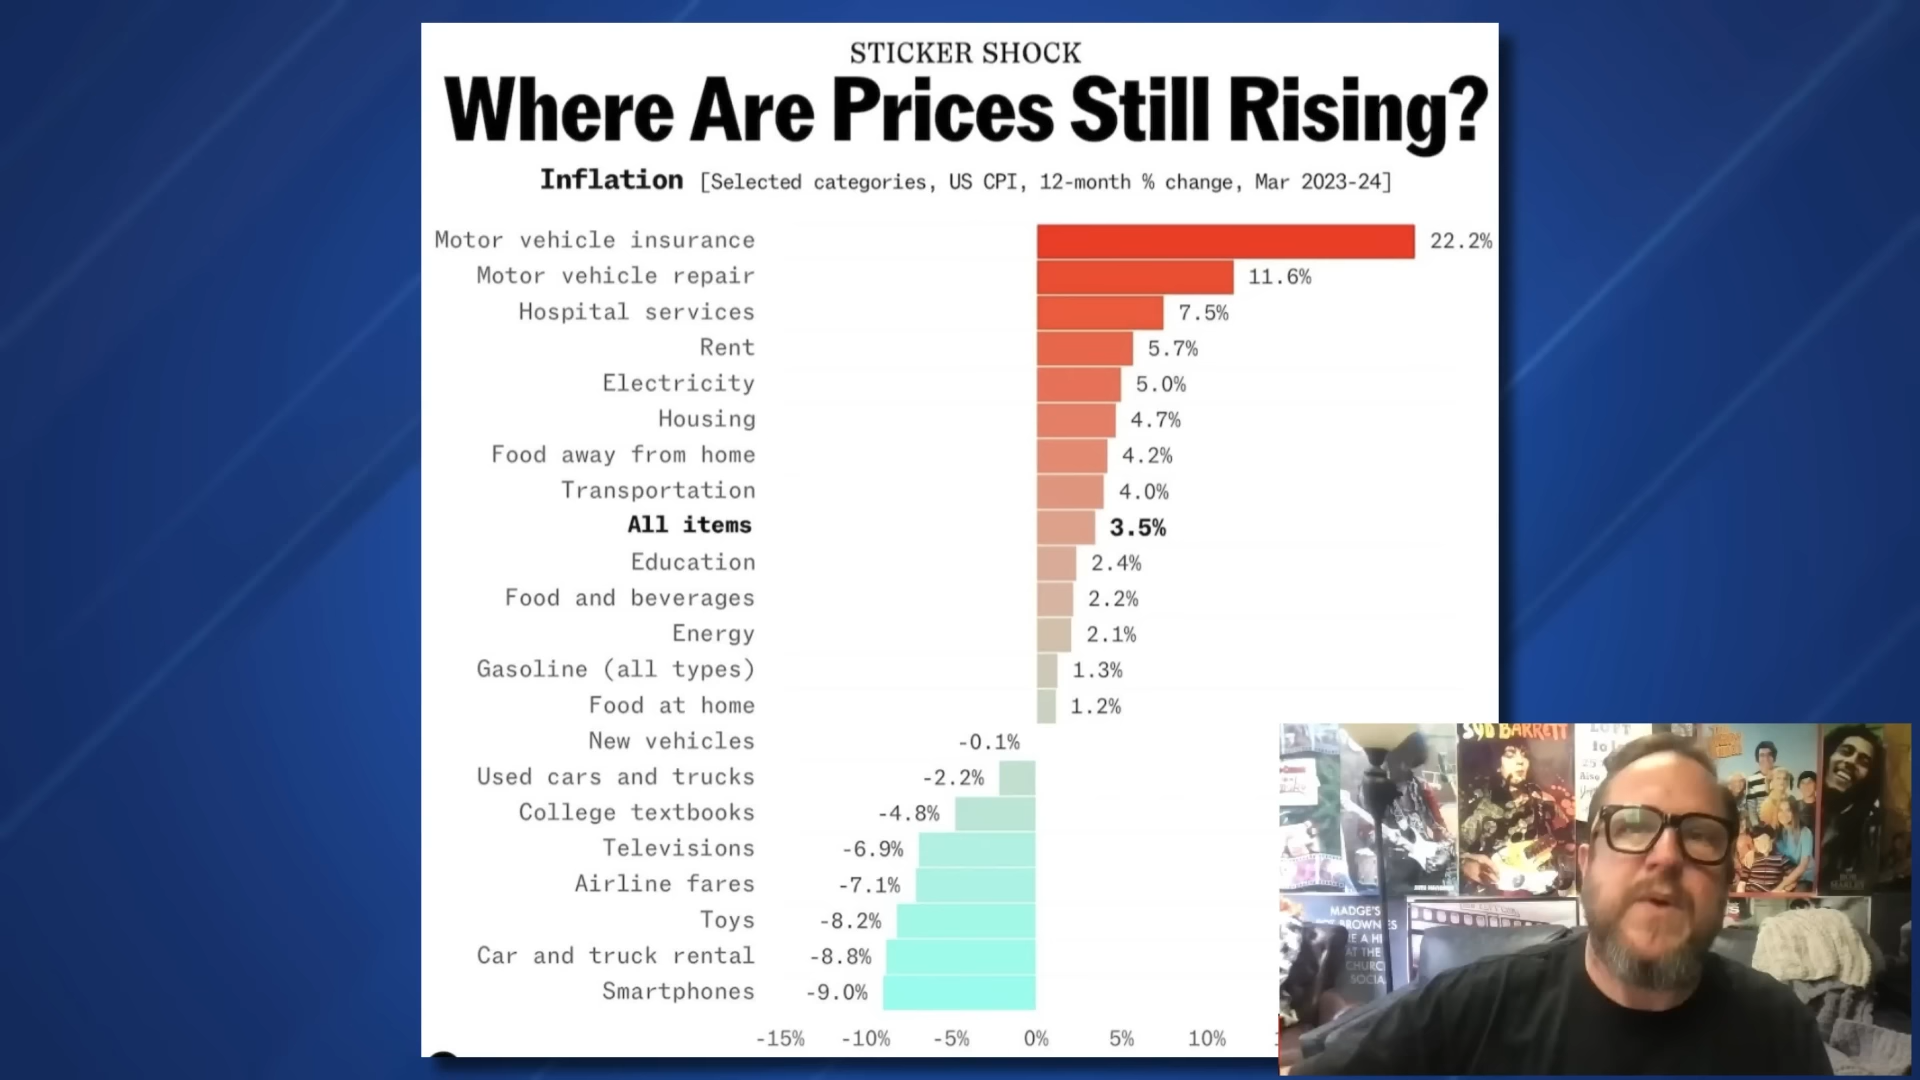 STICKER SHOCK
Where Are Prices Still Rising?
Inflation [Selected categories, US CPI, 12-month % change, Mar 2023-24]
Motor vehicle insurance 22.2%
Motor vehicle repair 11.6%
Hospital services 7.5%
Rent 5.7%
Electricity 5.0%
Housing 4.7%
Food away from home 4.2%
Transportation 4.0%
All items 3.5%
Education 2.4%
Food and beverages 2.2%
Energy 2.1%
Gasoline (all types) 1.3%
Food at home 1.2%
New vehicles -0.1%
Used cars and trucks -2.2%
College textbooks -4.8%
Televisions -6.9%
Airline fares -7.1%
Toys -8.2%
Car and truck rental -8.8%
Smartphones -9.0%
-15% -10% -5% 0% 5% 10%
SYD BARRETT
Also
BOB MARLEY
MADGE'S
AT THE